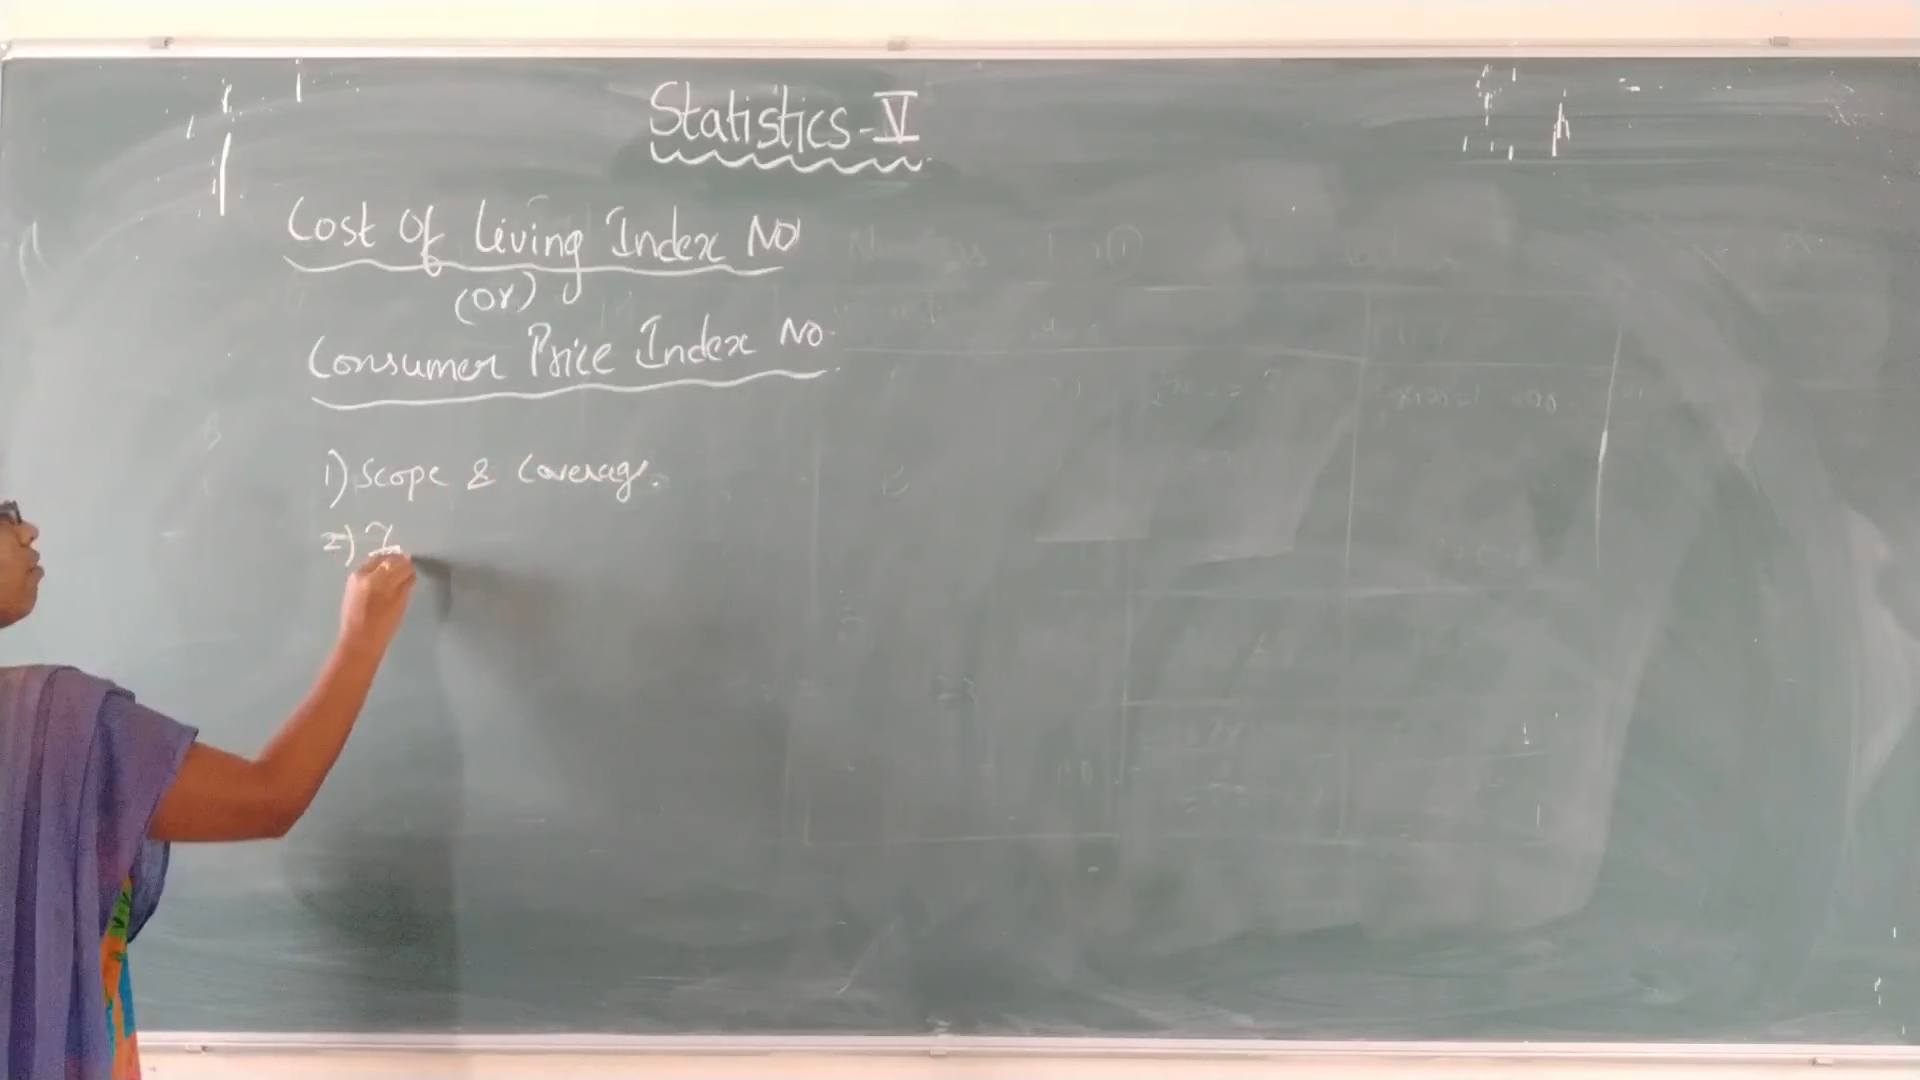 Statistics-V
Cost Of Living Index No
(Or)
Consumer Price Index No.
1) Scope & Coverage.
2)